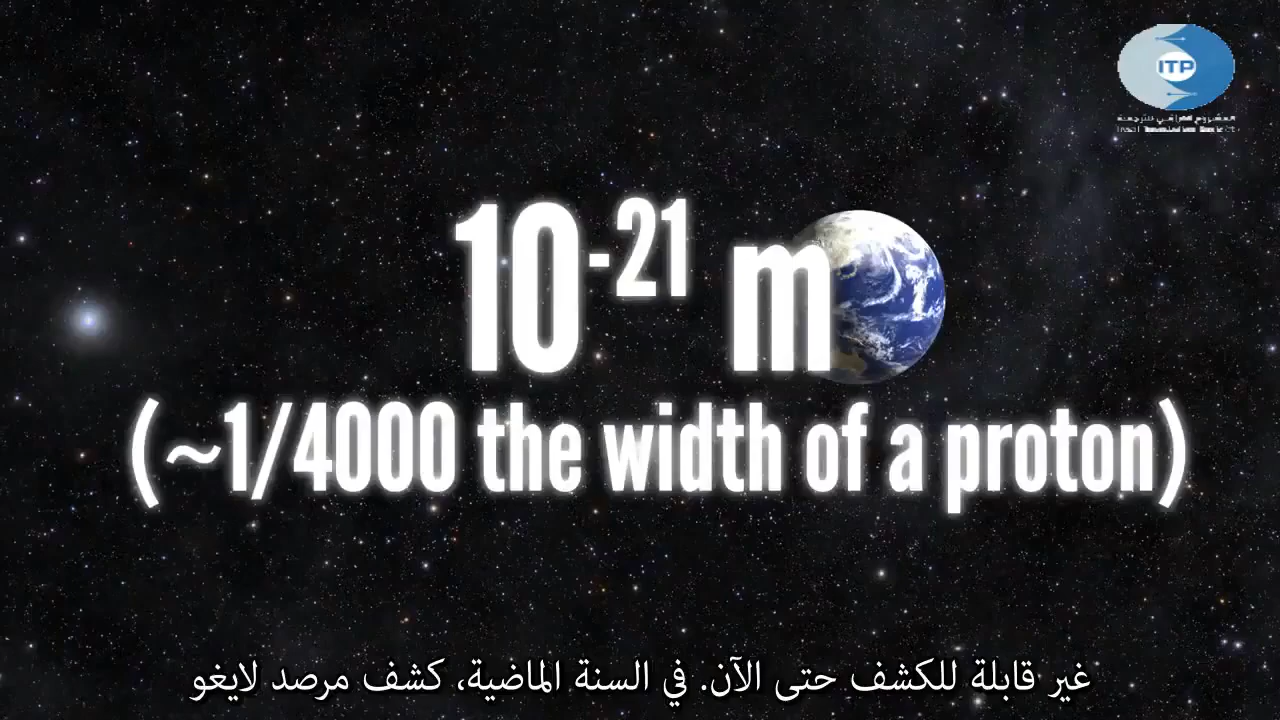 ITP
10⁻²¹ m
(~1/4000 the width of a proton)
غير قابلة للكشف حتى الآن. في السنة الماضية، كشف مرصد لايغو